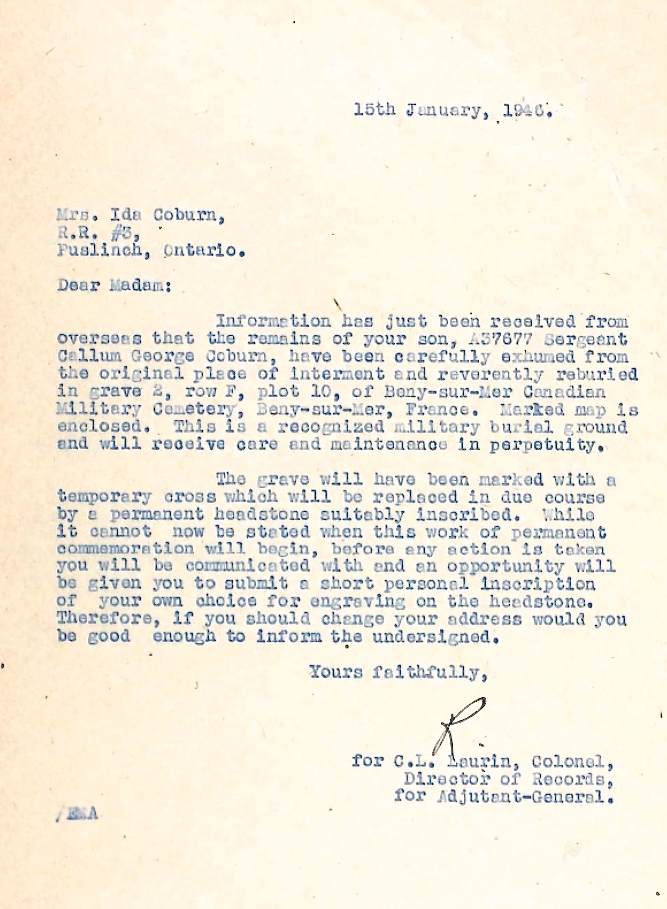 15th January, 1946.
Mrs. Ida Coburn,
R.R. #3,
Puslinch, Ontario.
Dear Madam:
Information has just been received from
overseas that the remains of your son, A37677 Sergeant
Callum George Coburn, have been carefully exhumed from
the original place of interment and reverently reburied
in grave 2, row F, plot 10, of Beny-sur-Mer Canadian
Military Cemetery, Beny-sur-Mer, France. Marked map is
enclosed. This is a recognized military burial ground
and will receive care and maintenance in perpetuity.
The grave will have been marked with a
temporary cross which will be replaced in due course
by a permanent headstone suitably inscribed. While
it cannot now be stated when this work of permanent
commemoration will begin, before any action is taken
you will be communicated with and an opportunity will
be given you to submit a short personal inscription
of your own choice for engraving on the headstone.
Therefore, if you should change your address would you
be good enough to inform the undersigned.
Yours faithfully,
R.
for C.L. Laurin, Colonel,
Director of Records,
for Adjutant-General.
/EMA